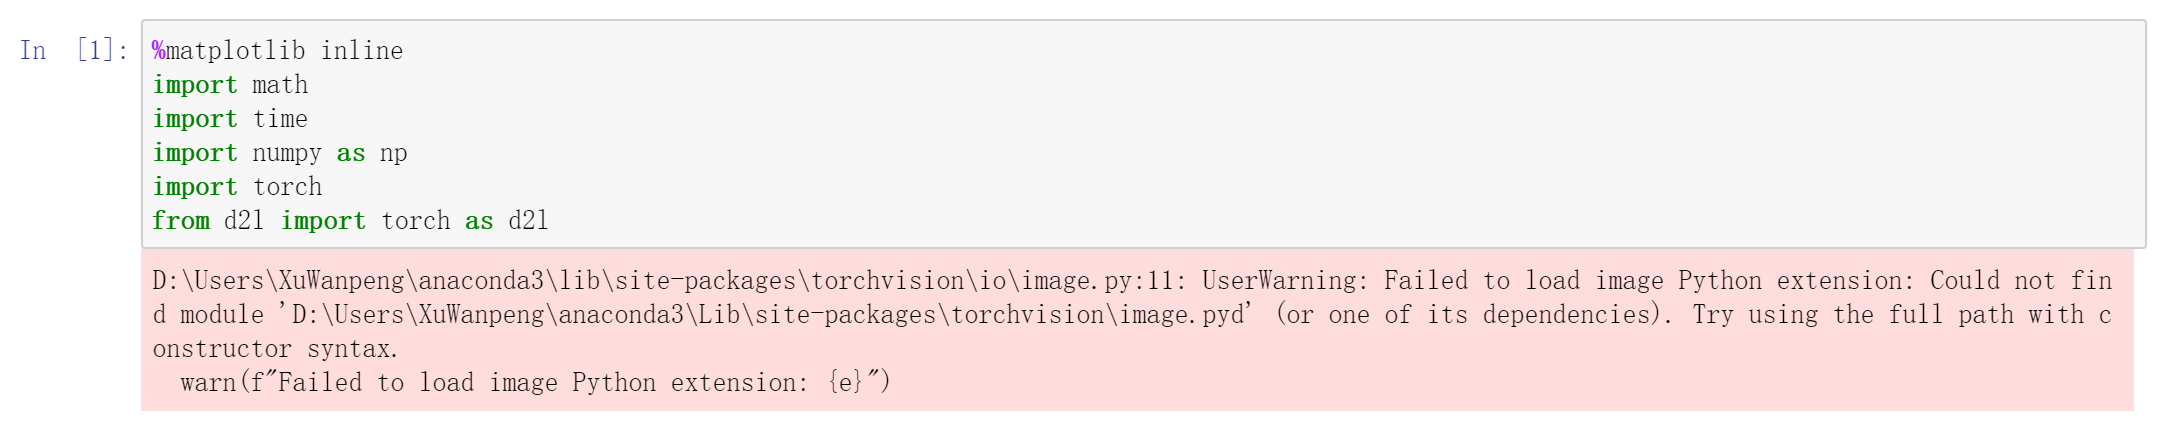 In [1]: %matplotlib inline
import math
import time
import numpy as np
import torch
from d2l import torch as d2l
D:\Users\XuWanpeng\anaconda3\lib\site-packages\torchvision\io\image.py:11: UserWarning: Failed to load image Python extension: Could not fin
d module 'D:\Users\XuWanpeng\anaconda3\Lib\site-packages\torchvision\image.pyd' (or one of its dependencies). Try using the full path with c
onstructor syntax.
  warn(f"Failed to load image Python extension: {e}")